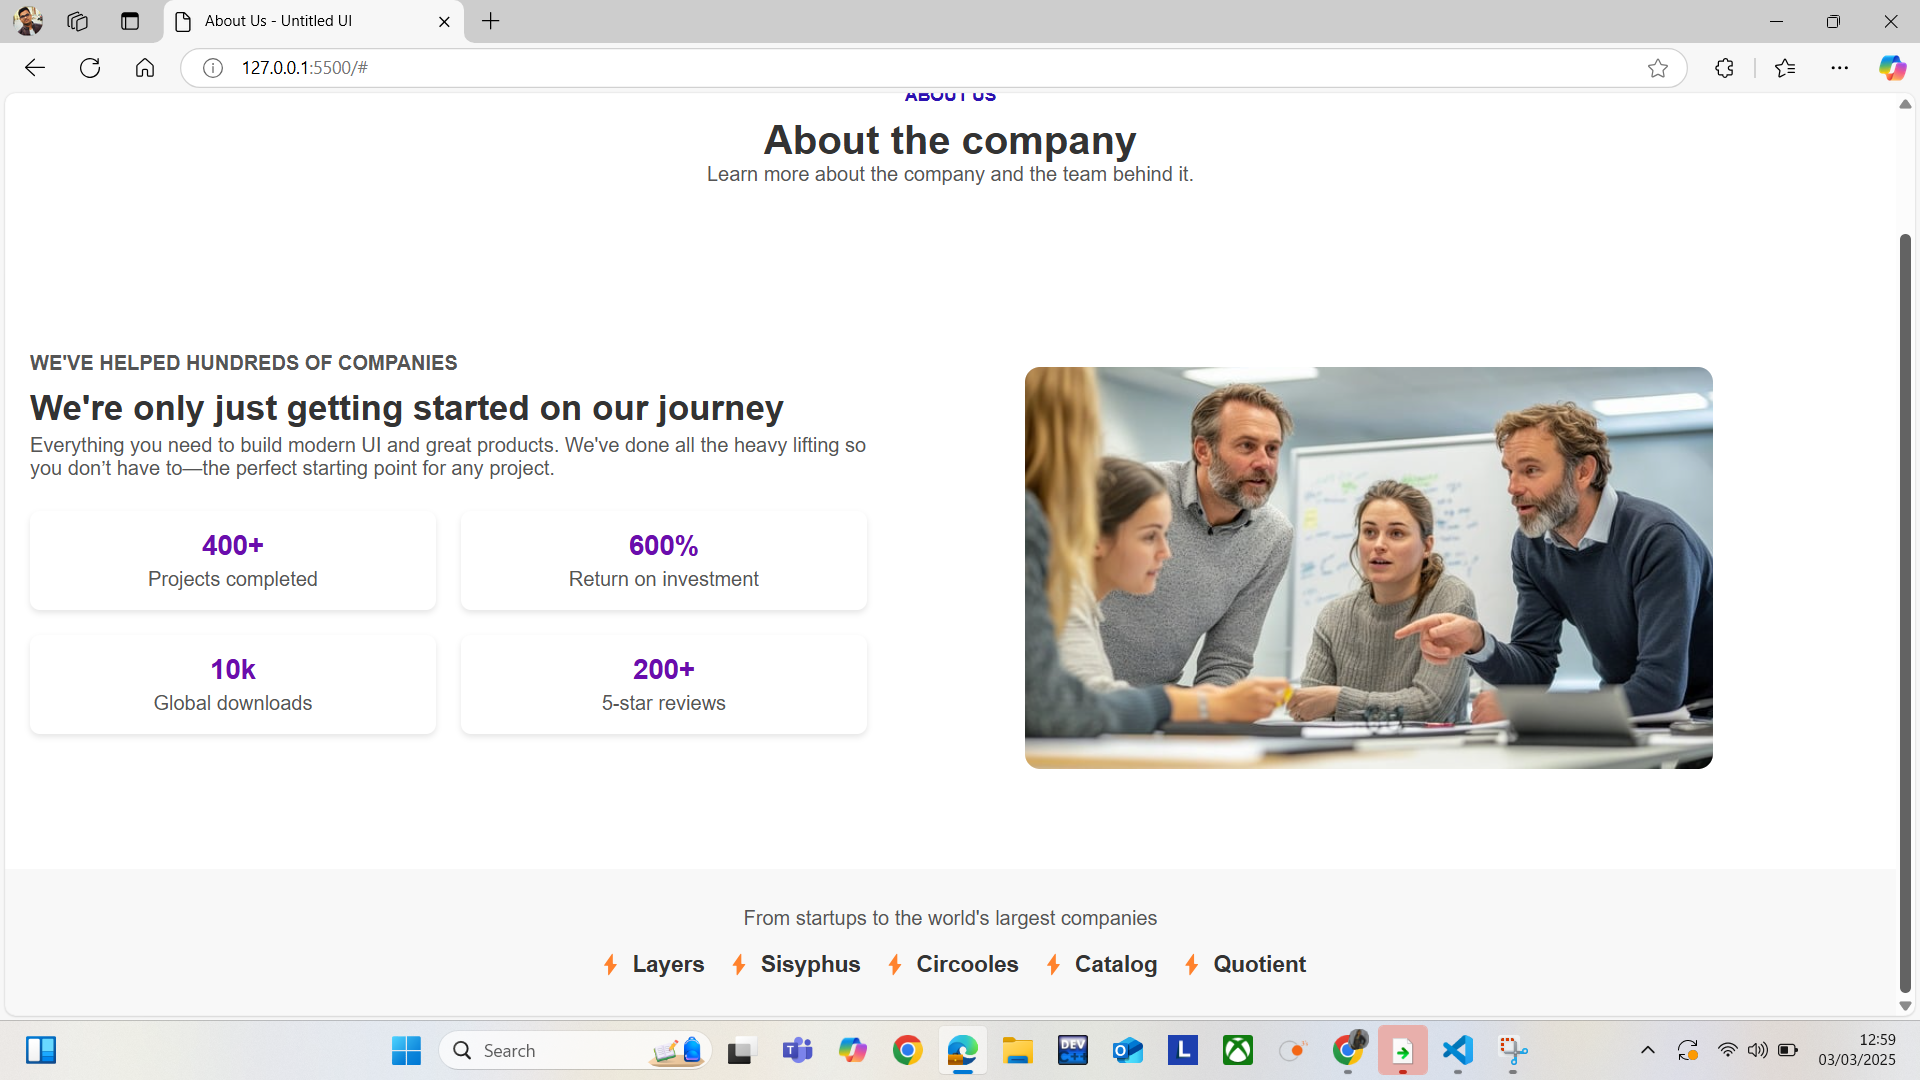 About Us - Untitled UI
127.0.0.1:5500/#
ABOUT US
About the company
Learn more about the company and the team behind it.
WE'VE HELPED HUNDREDS OF COMPANIES
We're only just getting started on our journey
Everything you need to build modern UI and great products. We've done all the heavy lifting so
you don’t have to—the perfect starting point for any project.
400+
Projects completed
600%
Return on investment
10k
Global downloads
200+
5-star reviews
From startups to the world's largest companies
Layers
Sisyphus
Circooles
Catalog
Quotient
Search
DEV
L
12:59
03/03/2025